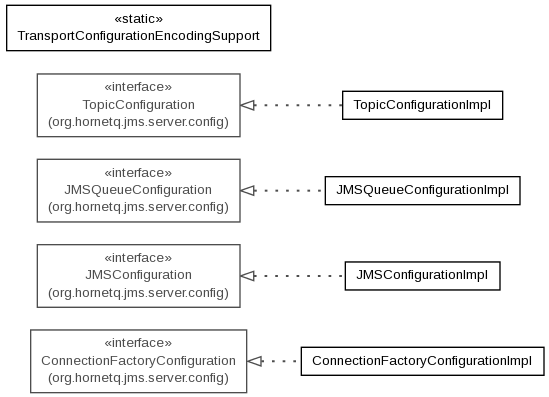 «static»
TransportConfigurationEncodingSupport
«interface»
TopicConfiguration
(org.hornetq.jms.server.config)
TopicConfigurationImpl
«interface»
JMSQueueConfiguration
(org.hornetq.jms.server.config)
JMSQueueConfigurationImpl
«interface»
JMSConfiguration
(org.hornetq.jms.server.config)
JMSConfigurationImpl
«interface»
ConnectionFactoryConfiguration
(org.hornetq.jms.server.config)
ConnectionFactoryConfigurationImpl